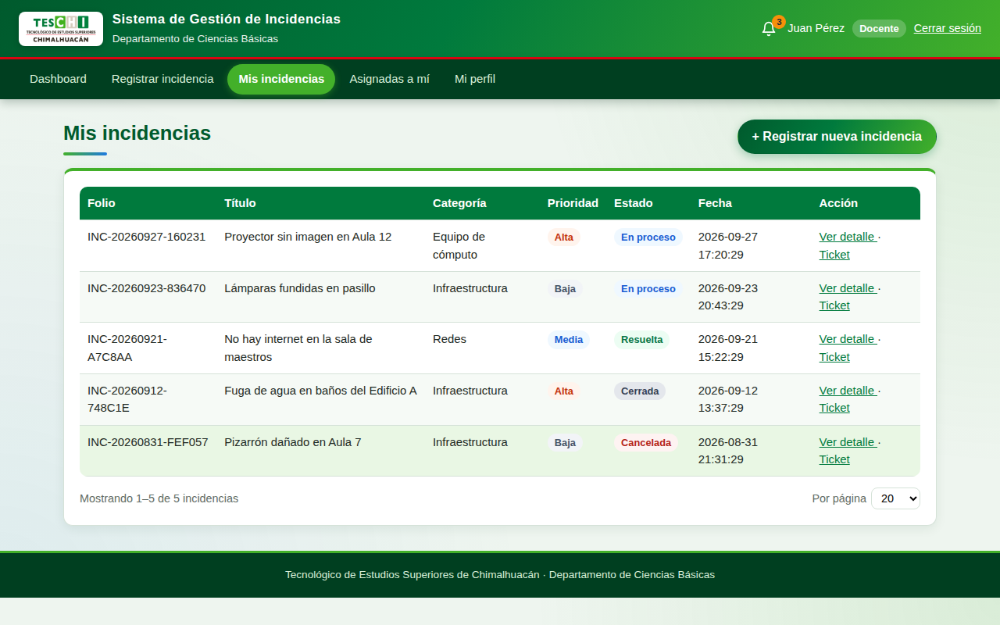 TESCHI
TECNOLÓGICO DE ESTUDIOS SUPERIORES
CHIMALHUACÁN
Sistema de Gestión de Incidencias
Departamento de Ciencias Básicas
3
Juan Pérez
Docente
Cerrar sesión
Dashboard
Registrar incidencia
Mis incidencias
Asignadas a mí
Mi perfil
Mis incidencias
+ Registrar nueva incidencia
Folio Título Categoría Prioridad Estado Fecha Acción
INC-20260927-160231 Proyector sin imagen en Aula 12 Equipo de Alta En proceso 2026-09-27 Ver detalle ·
cómputo 17:20:29 Ticket
INC-20260923-836470 Lámparas fundidas en pasillo Infraestructura Baja En proceso 2026-09-23 Ver detalle ·
20:43:29 Ticket
INC-20260921- No hay internet en la sala de Redes Media Resuelta 2026-09-21 Ver detalle ·
A7C8AA maestros 15:22:29 Ticket
INC-20260912- Fuga de agua en baños del Edificio A Infraestructura Alta Cerrada 2026-09-12 Ver detalle ·
748C1E 13:37:29 Ticket
INC-20260831-FEF057 Pizarrón dañado en Aula 7 Infraestructura Baja Cancelada 2026-08-31 Ver detalle ·
21:31:29 Ticket
Mostrando 1–5 de 5 incidencias
Por página 20
Tecnológico de Estudios Superiores de Chimalhuacán · Departamento de Ciencias Básicas